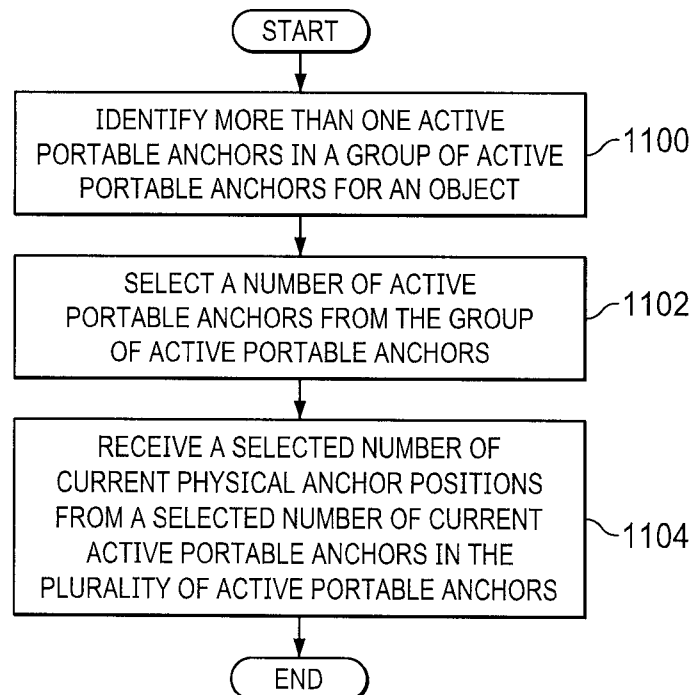 START
IDENTIFY MORE THAN ONE ACTIVE
PORTABLE ANCHORS IN A GROUP OF ACTIVE
PORTABLE ANCHORS FOR AN OBJECT
1100
SELECT A NUMBER OF ACTIVE
PORTABLE ANCHORS FROM THE GROUP
OF ACTIVE PORTABLE ANCHORS
1102
RECEIVE A SELECTED NUMBER OF
CURRENT PHYSICAL ANCHOR POSITIONS
FROM A SELECTED NUMBER OF CURRENT
ACTIVE PORTABLE ANCHORS IN THE
PLURALITY OF ACTIVE PORTABLE ANCHORS
1104
END